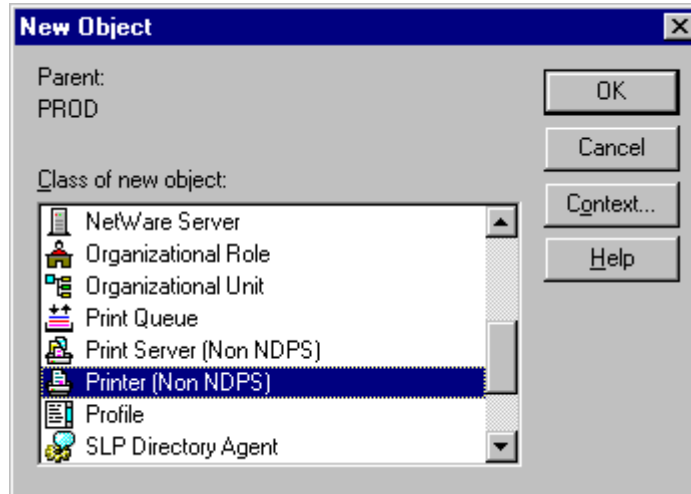 New Object
Parent:
PROD
Class of new object:
NetWare Server
Organizational Role
Organizational Unit
Print Queue
Print Server (Non NDPS)
Printer (Non NDPS)
Profile
SLP Directory Agent
OK
Cancel
Context...
Help